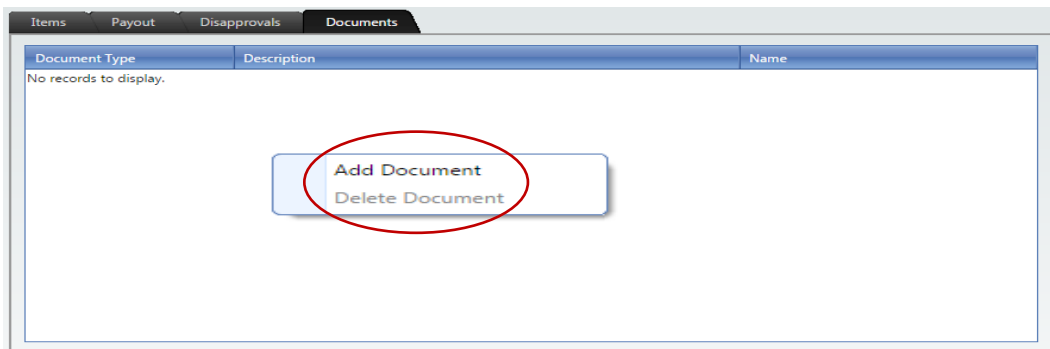 Items Payout Disapprovals Documents
Document Type Description Name
No records to display.
Add Document
Delete Document